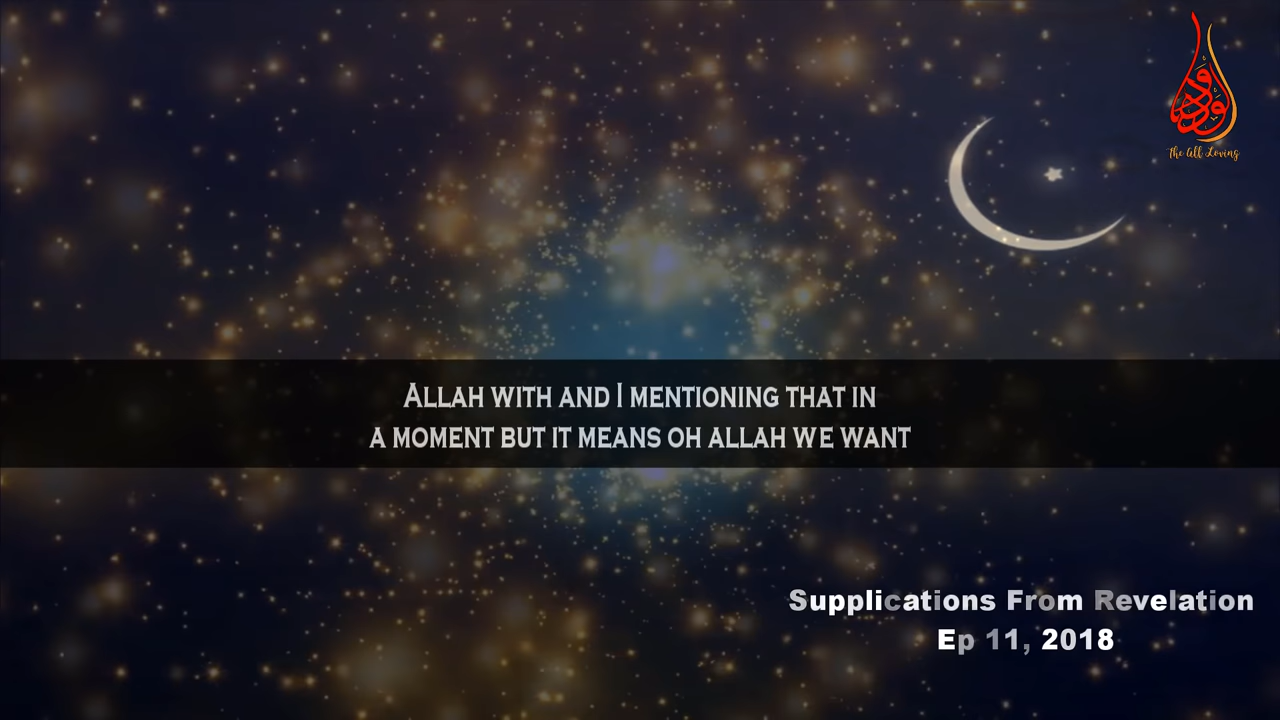 The All Loving
Allah with and I mentioning that in
a moment but it means oh allah we want
Supplications From Revelation
Ep 11, 2018